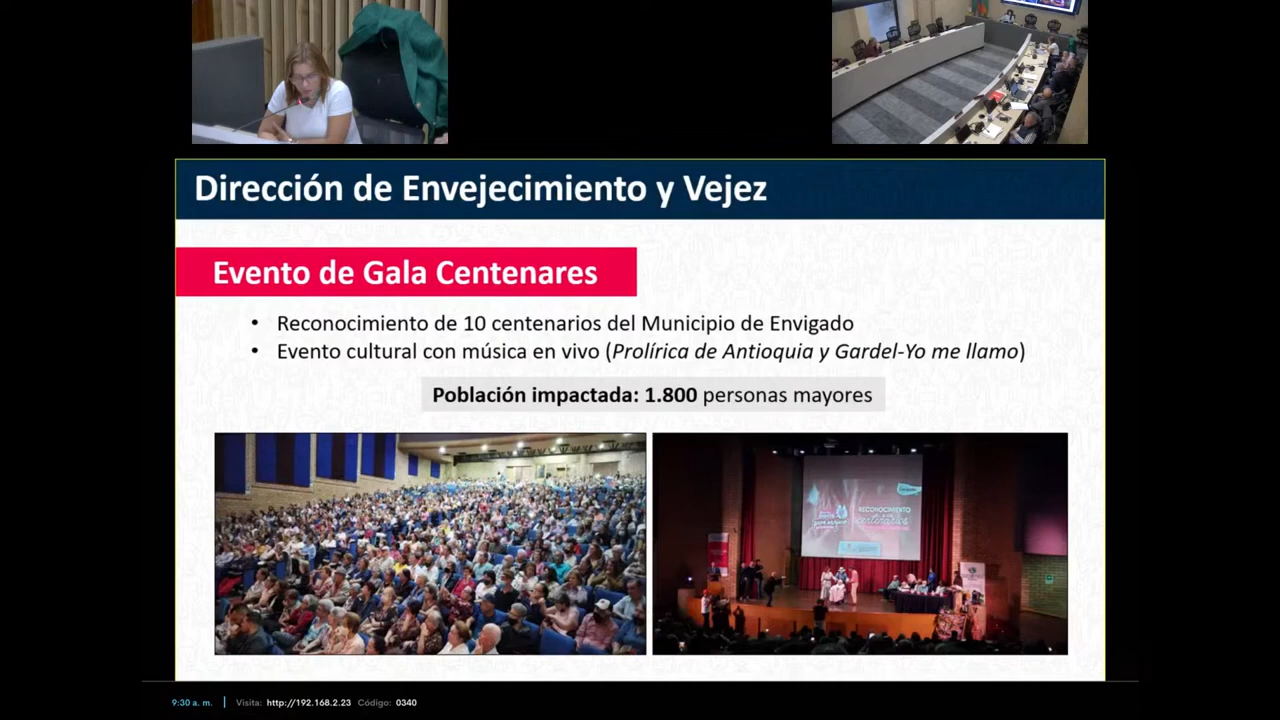 Dirección de Envejecimiento y Vejez
Evento de Gala Centenares
• Reconocimiento de 10 centenarios del Municipio de Envigado
• Evento cultural con música en vivo (Prolírica de Antioquia y Gardel-Yo me llamo)
Población impactada: 1.800 personas mayores
RECONOCIMIENTO
centenarios
9:30 a. m. | Visita: http://192.168.2.23 Código: 0340